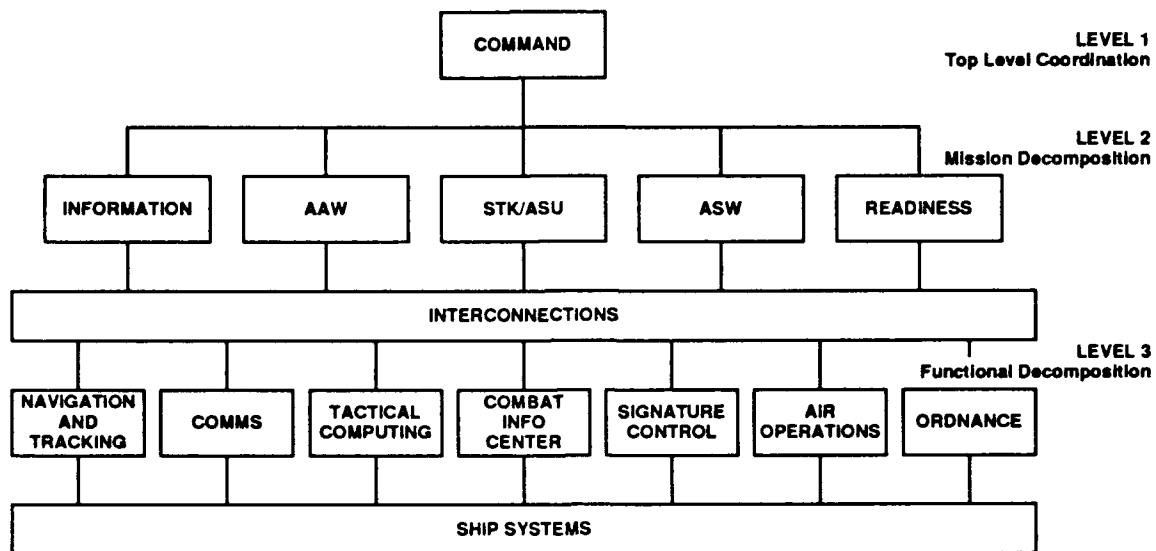 COMMAND
LEVEL 1
Top Level Coordination
LEVEL 2
Mission Decomposition
INFORMATION
AAW
STK/ASU
ASW
READINESS
INTERCONNECTIONS
LEVEL 3
Functional Decomposition
NAVIGATION
AND
TRACKING
COMMS
TACTICAL
COMPUTING
COMBAT
INFO
CENTER
SIGNATURE
CONTROL
AIR
OPERATIONS
ORDNANCE
SHIP SYSTEMS